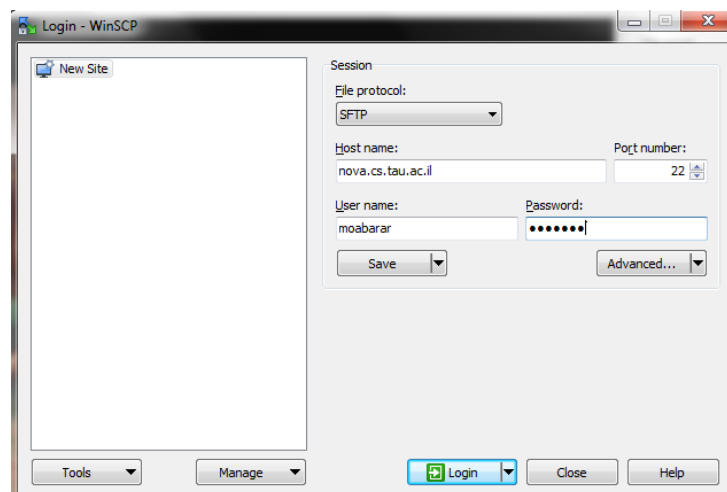 Login - WinSCP
New Site
Session
File protocol:
SFTP
Host name:
Port number:
nova.cs.tau.ac.il
22
User name:
Password:
moabarar
•••••••
Save
Advanced...
Tools
Manage
Login
Close
Help